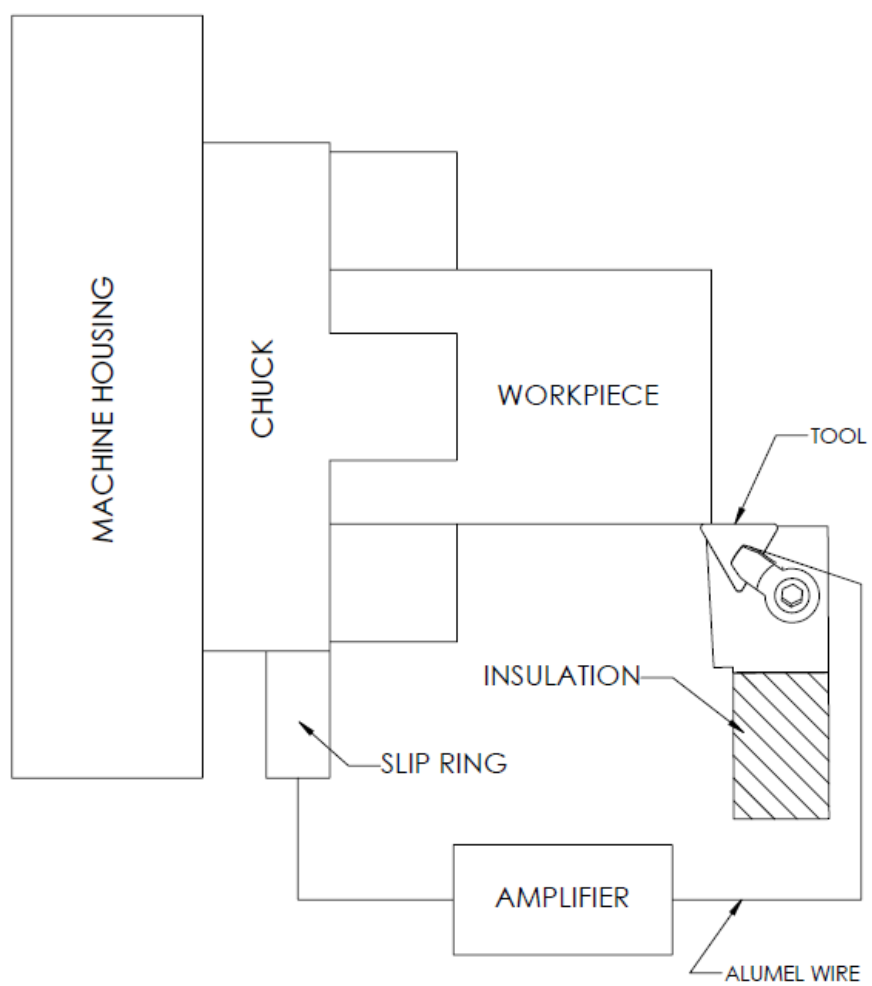 MACHINE HOUSING
CHUCK
WORKPIECE
TOOL
INSULATION
SLIP RING
AMPLIFIER
ALUMEL WIRE